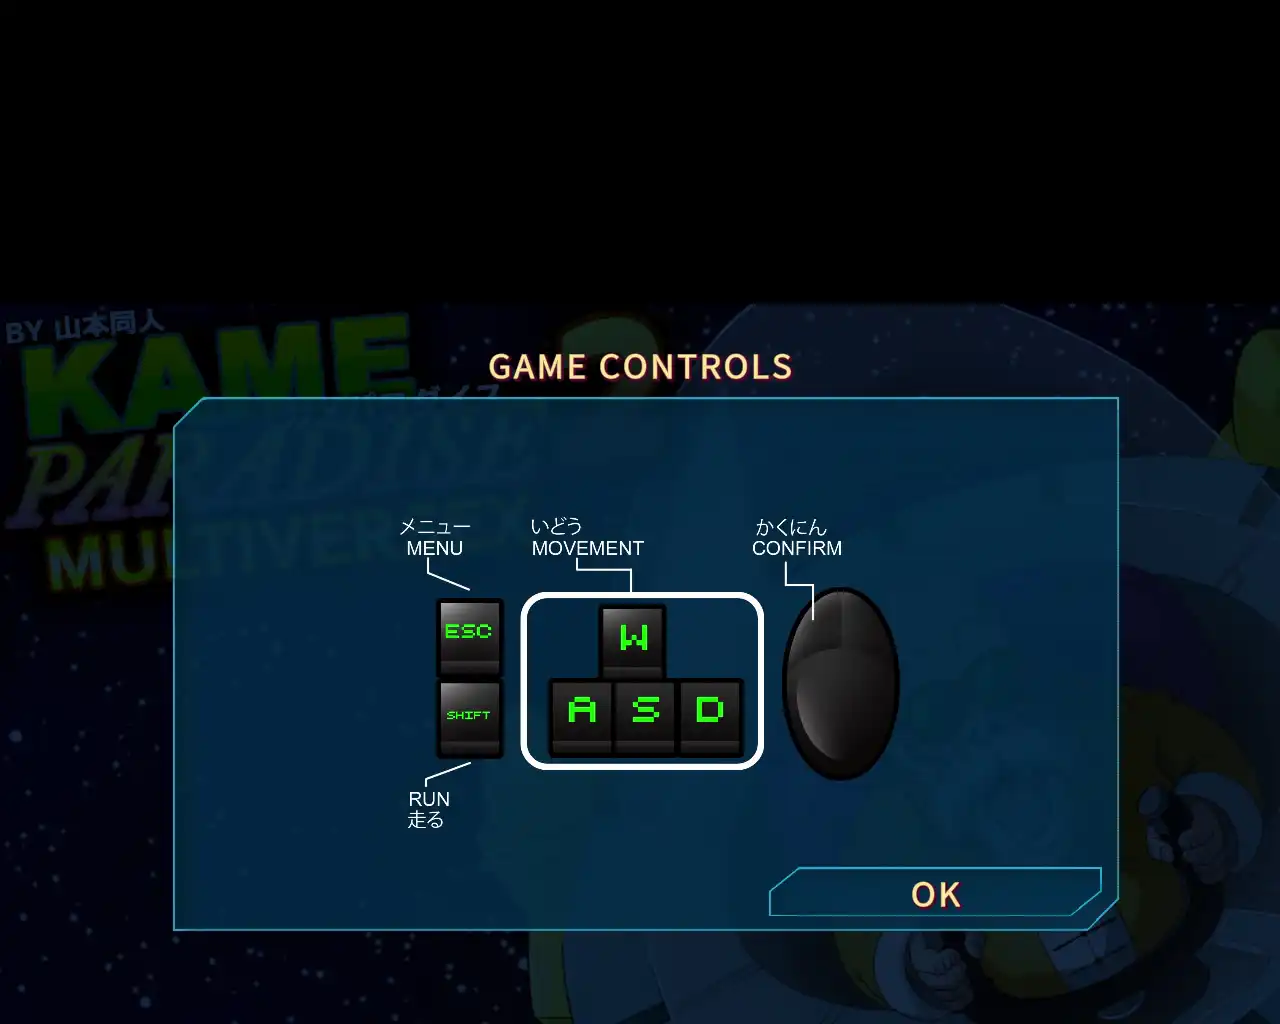 BY 山本同人
KAME
PARADISE
MULTIVERSEX
GAME CONTROLS
メニュー
MENU
いどう
MOVEMENT
かくにん
CONFIRM
ESC
W
A S D
SHIFT
RUN
走る
OK